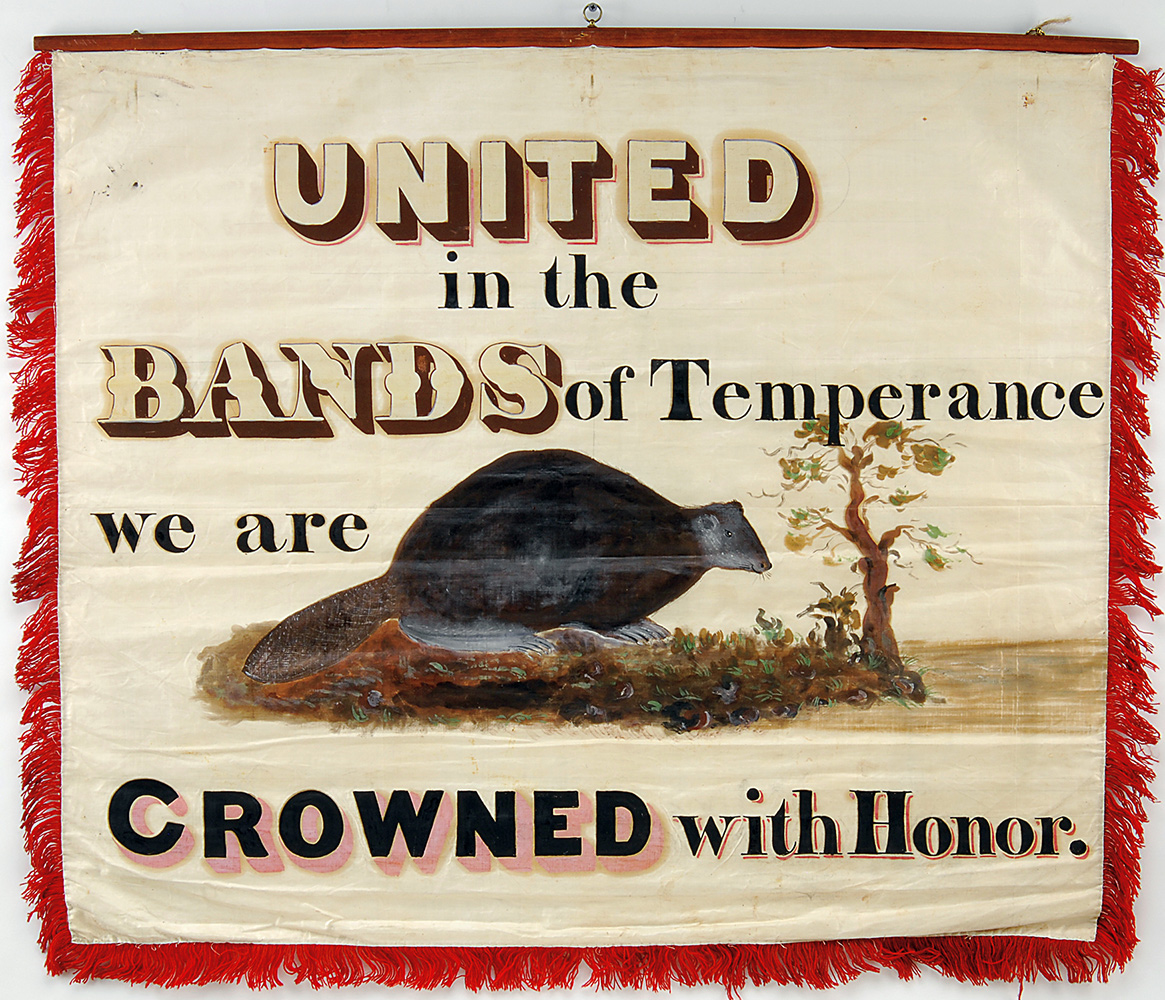 UNITED
in the
BANDS of Temperance
we are
CROWNED with Honor.